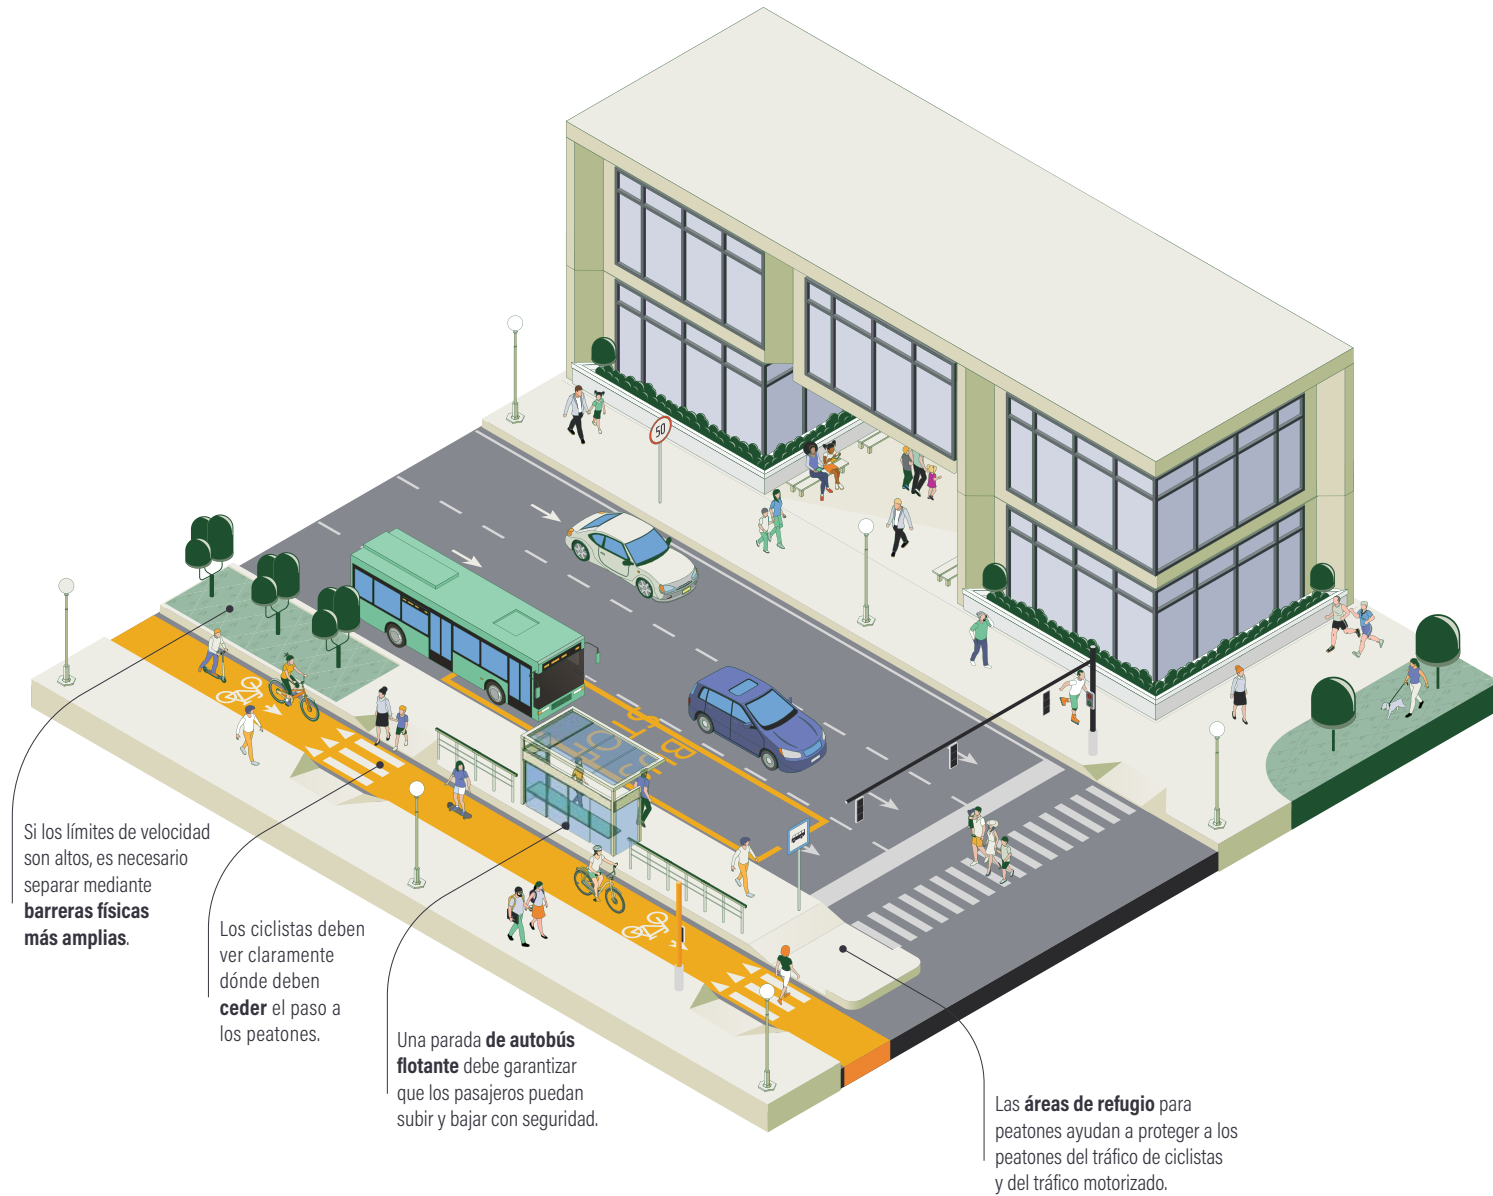 50
BUS
STOP
Si los límites de velocidad
son altos, es necesario
separar mediante
barreras físicas
más amplias.
Los ciclistas deben
ver claramente
dónde deben
ceder el paso a
los peatones.
Una parada de autobús
flotante debe garantizar
que los pasajeros puedan
subir y bajar con seguridad.
Las áreas de refugio para
peatones ayudan a proteger a los
peatones del tráfico de ciclistas
y del tráfico motorizado.